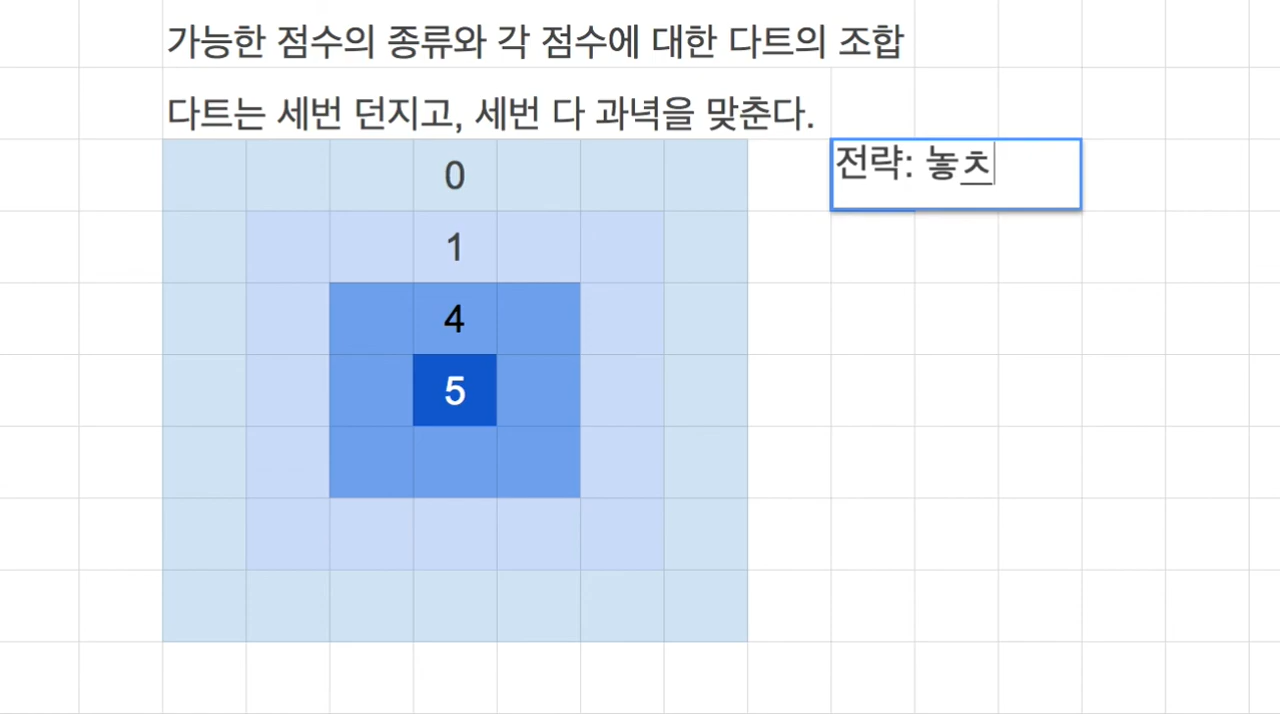 가능한 점수의 종류와 각 점수에 대한 다트의 조합
다트는 세번 던지고, 세번 다 과녁을 맞춘다.
0
전략: 놓ㅊ
1
4
5